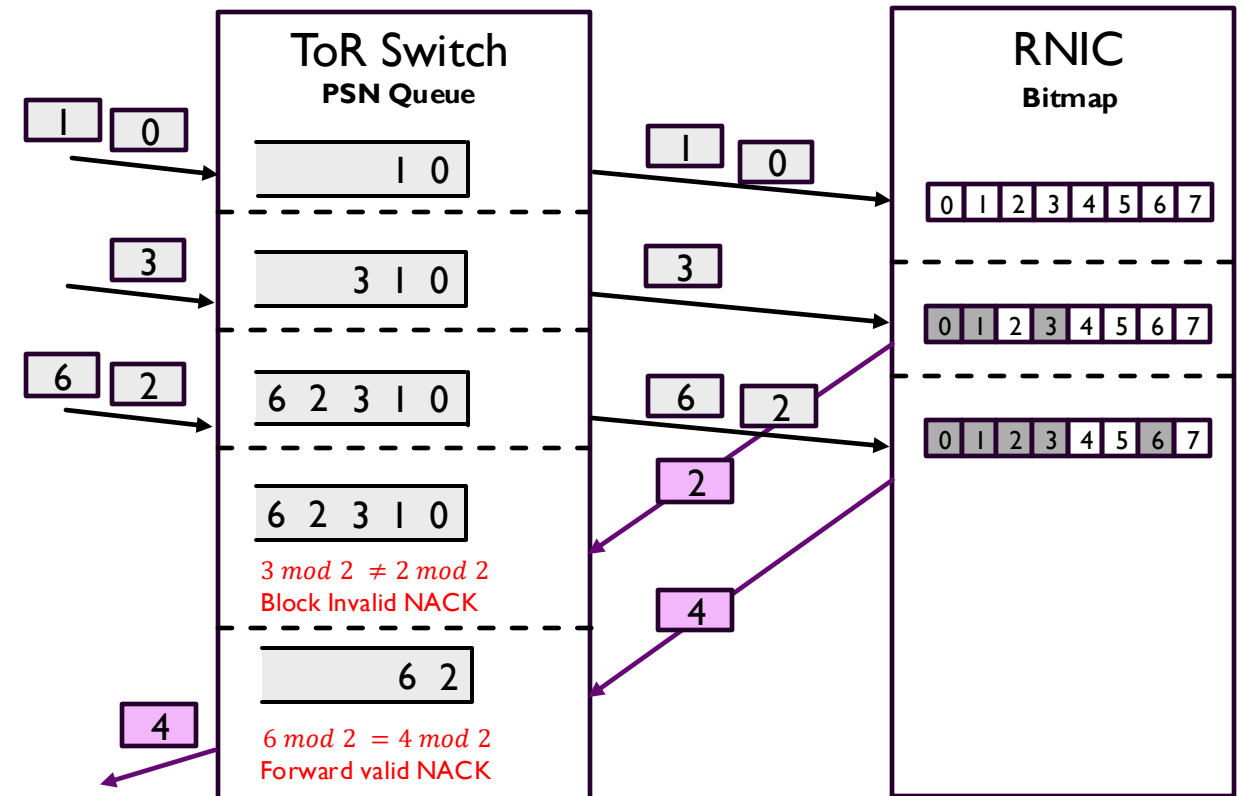 ToR Switch
PSN Queue
RNIC
Bitmap
1 0
1 0
1 0
0 1 2 3 4 5 6 7
3
3 1 0
3
0 1 2 3 4 5 6 7
6 2
6 2 3 1 0
6 2
0 1 2 3 4 5 6 7
2
6 2 3 1 0
3 mod 2 ≠ 2 mod 2
Block Invalid NACK
4
6 2
4
6 mod 2 = 4 mod 2
Forward valid NACK